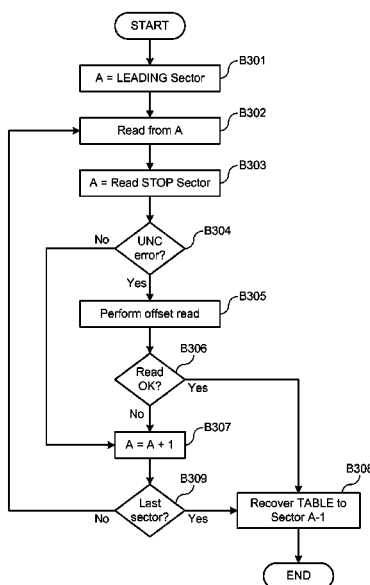 START
B301
A = LEADING Sector
B302
Read from A
B303
A = Read STOP Sector
B304
No
UNC
error?
Yes
B305
Perform offset read
B306
Read
OK?
Yes
No
B307
A = A + 1
B309
B308
Last
sector?
No
Yes
Recover TABLE to
Sector A-1
END